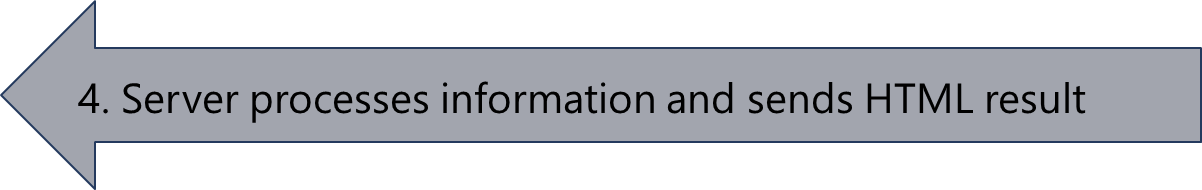 4. Server processes information and sends HTML result